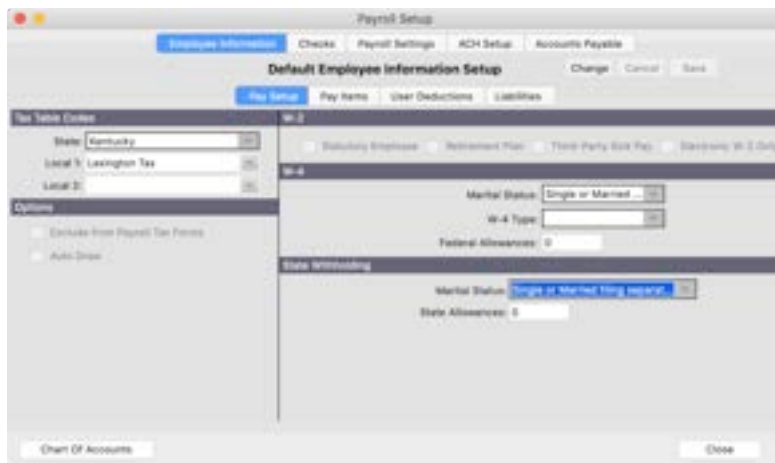 Payroll Setup
Employee Information Checks Payroll Settings ACH Setup Accounts Payable
Default Employee Information Setup Change Cancel Save
Pay Setup Pay Items User Deductions Liabilities
Tax Table Codes W-2
State: Kentucky Statutory Employee Retirement Plan Third-Party Sick Pay Electronic W-2 Only
Local 1: Lexington Tax W-4
Local 2: Marital Status: Single or Married ...
Options W-4 Type:
Exclude from Payroll Tax Forms Federal Allowances: 0
Auto Draw State Withholding
Marital Status: Single or Married filing separat...
State Allowances: 0
Chart Of Accounts Close